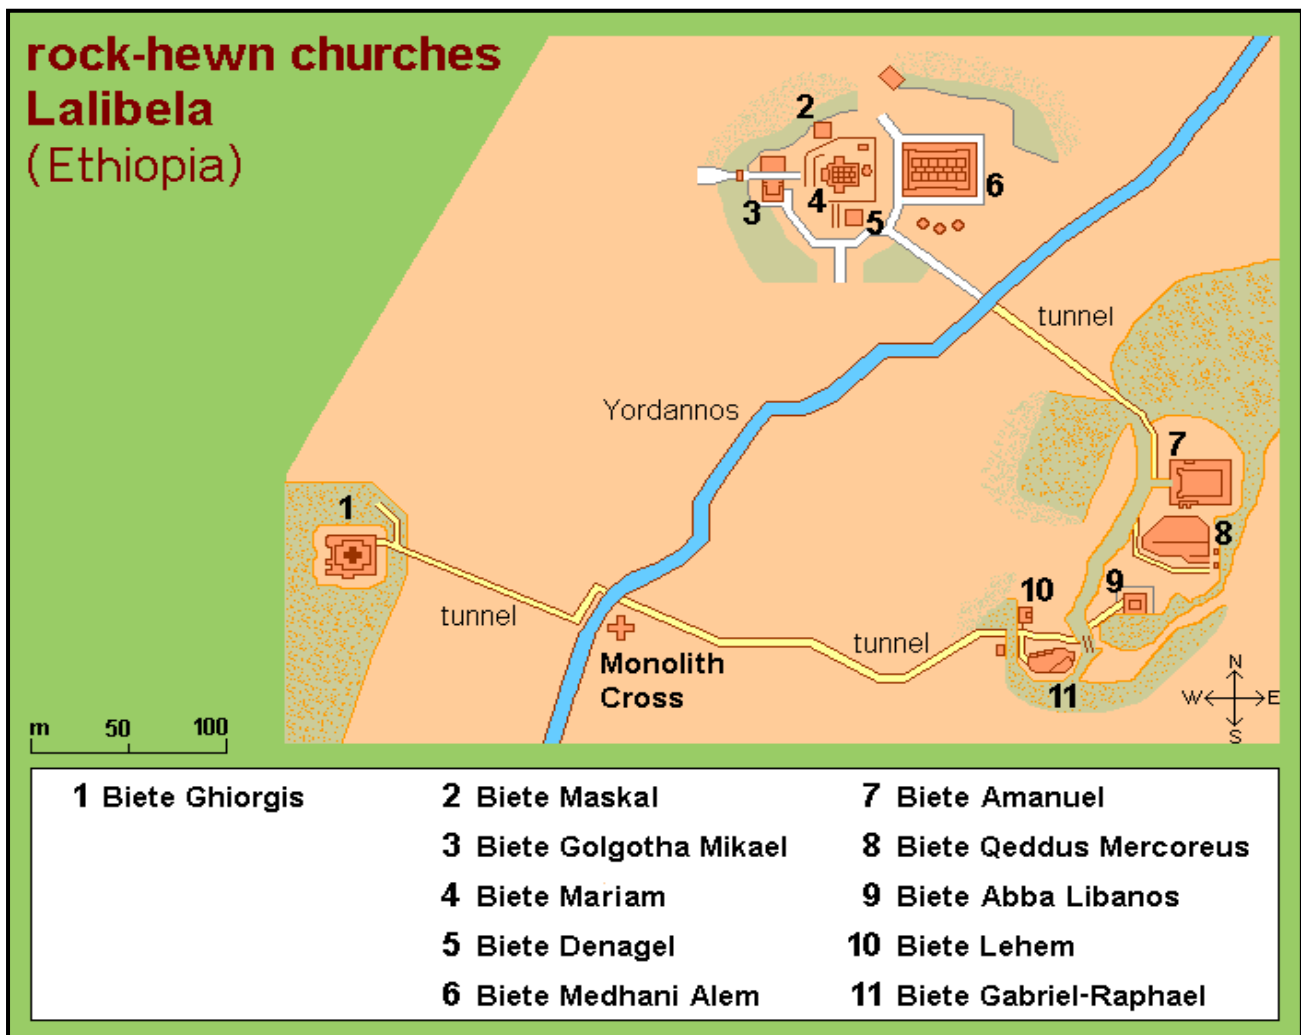 rock-hewn churches
Lalibela
(Ethiopia)
2
6
4
3
5
tunnel
Yordannos
7
1
8
9
10
tunnel
tunnel
Monolith
Cross
11
N
W E
S
m 50 100
1 Biete Ghiorgis
2 Biete Maskal
3 Biete Golgotha Mikael
4 Biete Mariam
5 Biete Denagel
6 Biete Medhani Alem
7 Biete Amanuel
8 Biete Qeddus Mercoreus
9 Biete Abba Libanos
10 Biete Lehem
11 Biete Gabriel-Raphael